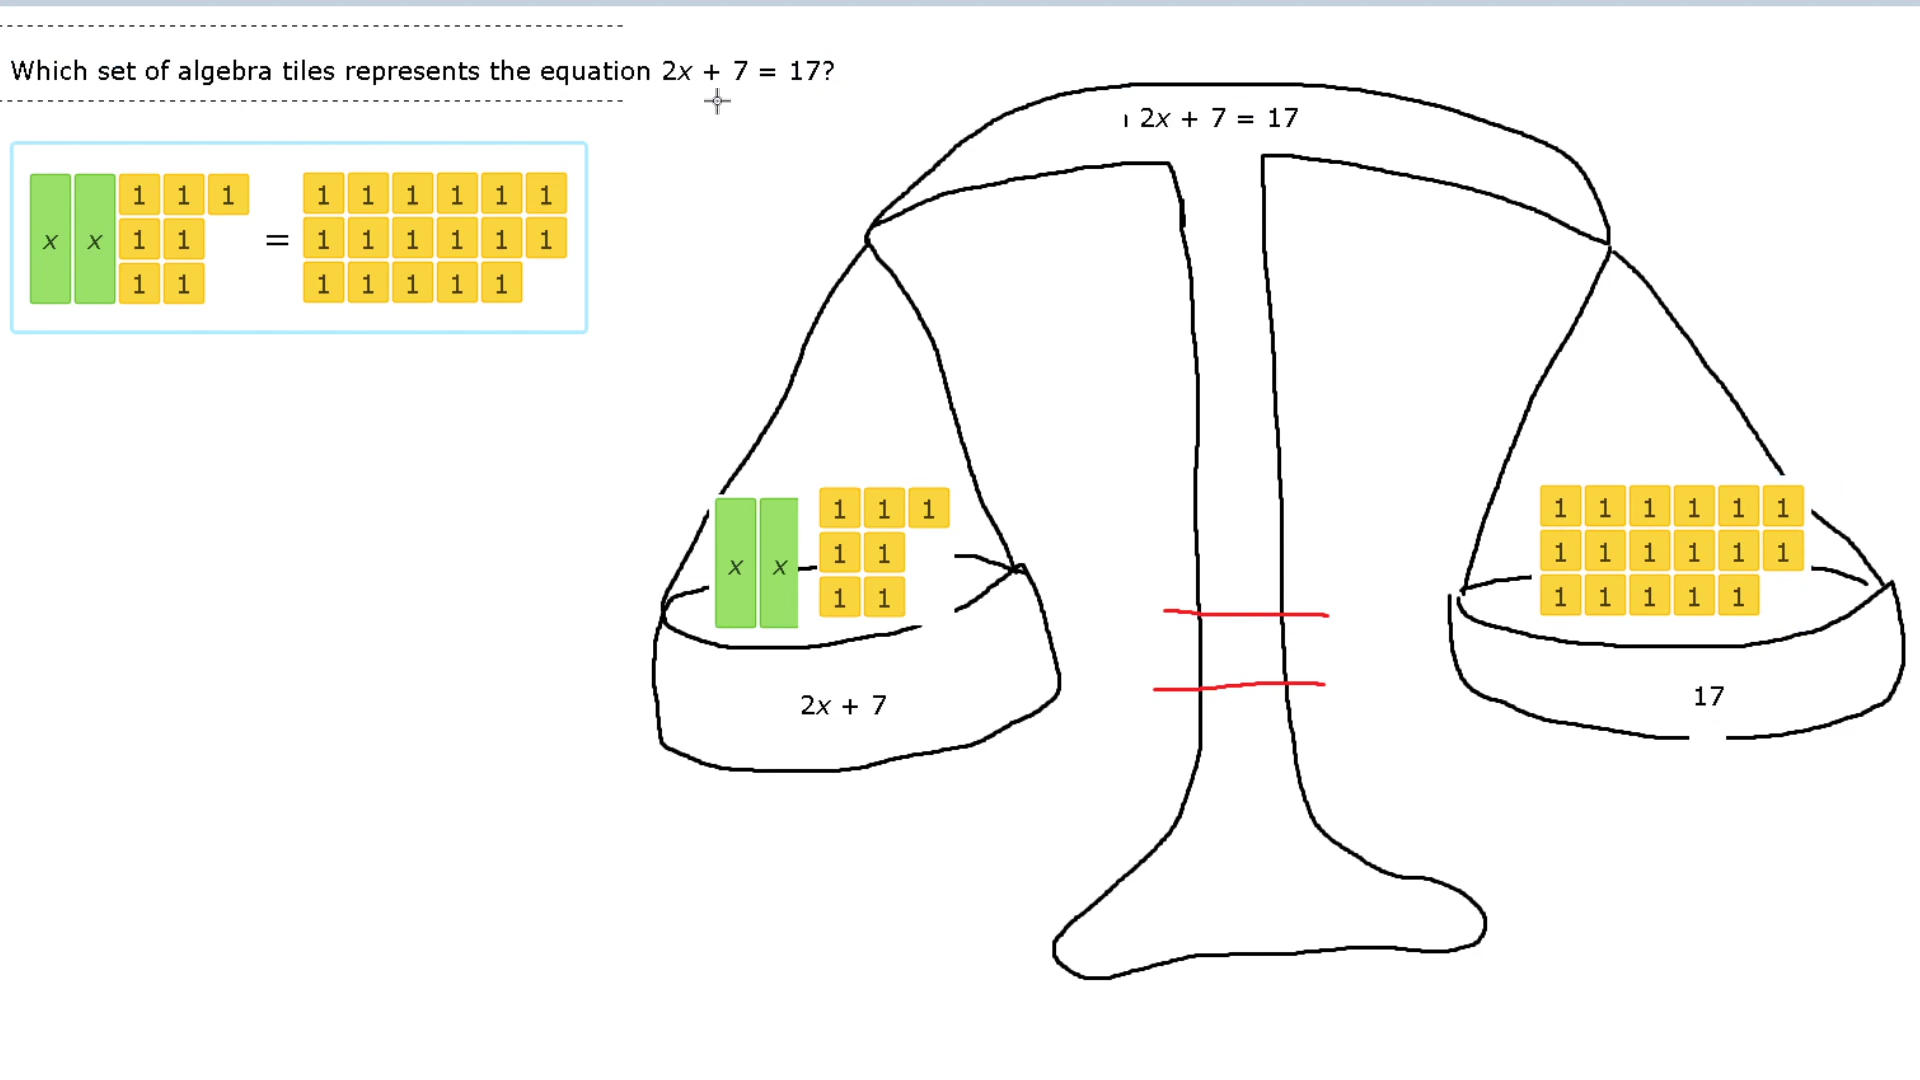 Which set of algebra tiles represents the equation 2x + 7 = 17?
2x + 7 = 17
1 1 1 1 1 1 1 1 1
x x 1 1 = 1 1 1 1 1 1
1 1 1 1 1 1 1
1 1 1 1 1 1 1 1 1
x x 1 1 1 1 1 1 1 1
1 1 1 1 1 1 1
2x + 7 17